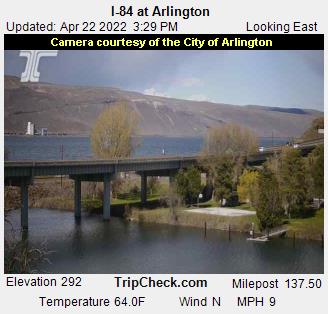 I-84 at Arlington
Updated: Apr 22 2022 3:29 PM Looking East
Camera courtesy of the City of Arlington
Elevation 292 TripCheck.com Milepost 137.50
Temperature 64.0F Wind N MPH 9